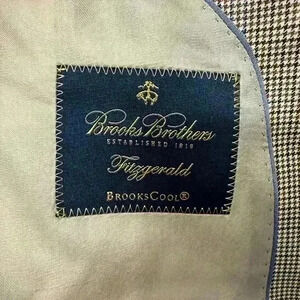 Brooks Brothers
ESTABLISHED 1818
Fitzgerald
BROOKSCOOL®